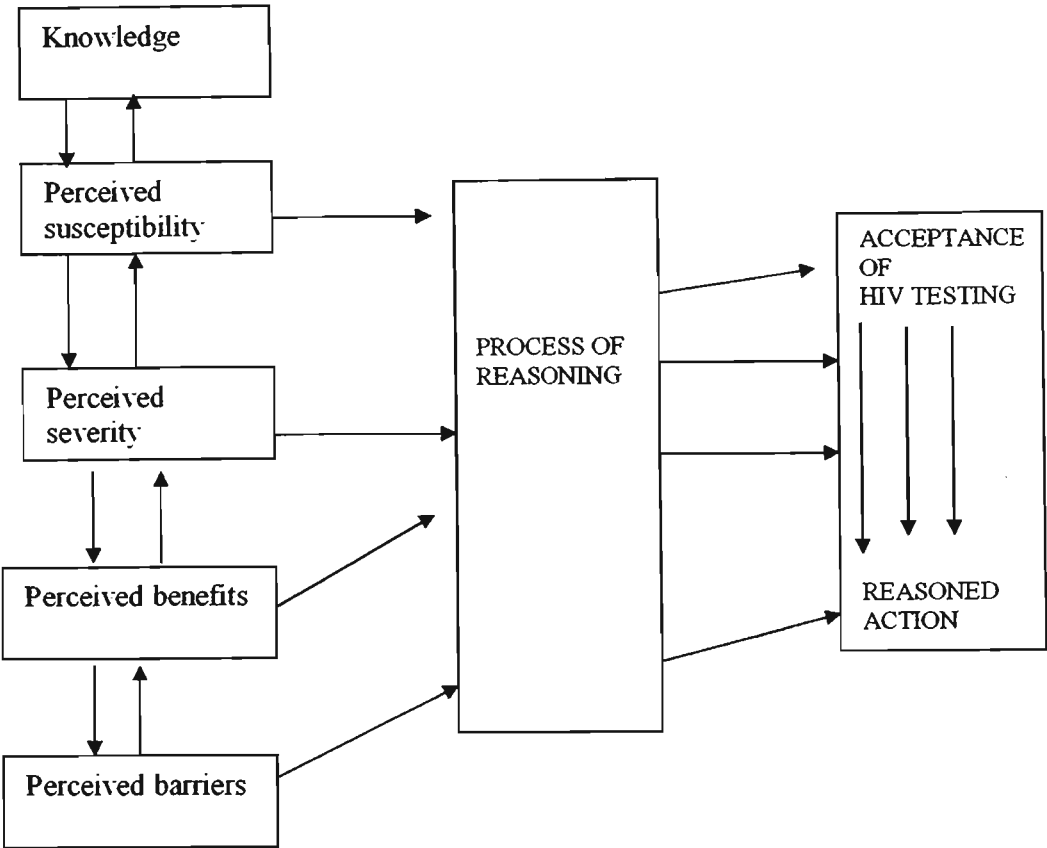 Knowledge
Perceived
susceptibility
Perceived
severity
Perceived benefits
Perceived barriers
PROCESS OF
REASONING
ACCEPTANCE
OF
HIV TESTING
REASONED
ACTION